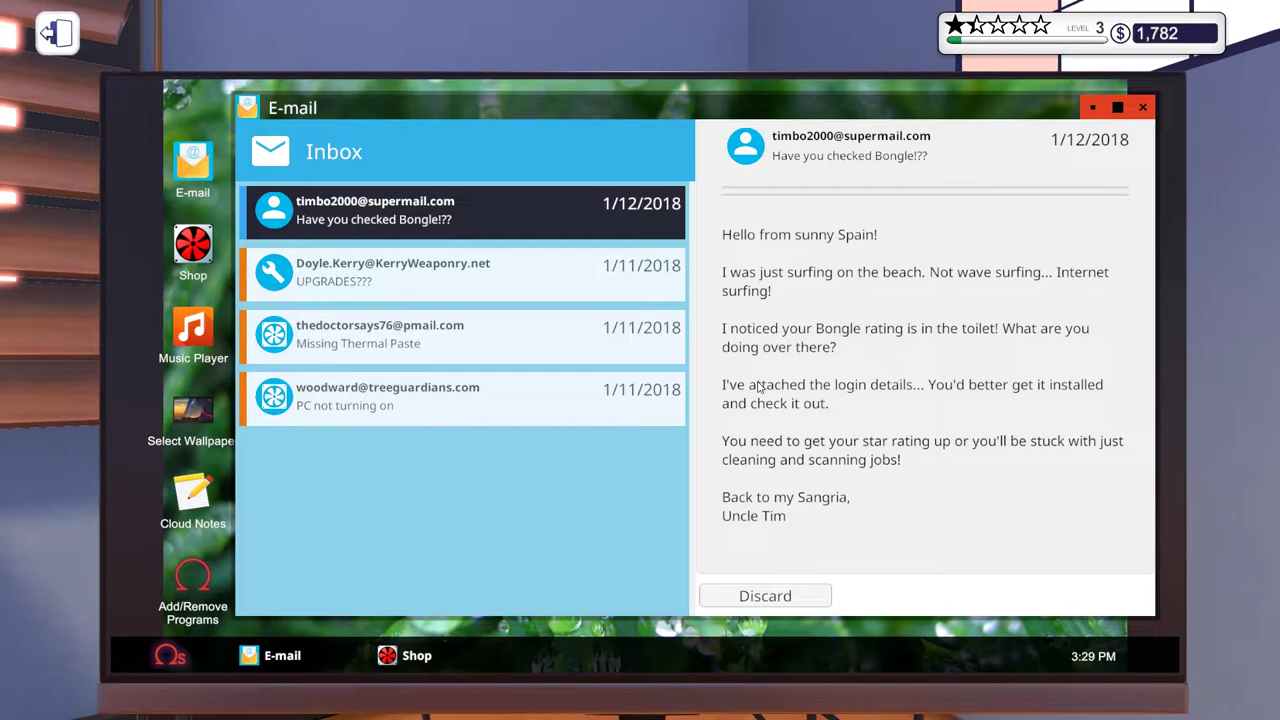 LEVEL 3
$ 1,782
E-mail
Inbox
timbo2000@supermail.com
1/12/2018
Have you checked Bongle!??
Doyle.Kerry@KerryWeaponry.net
1/11/2018
UPGRADES???
thedoctorsays76@pmail.com
1/11/2018
Missing Thermal Paste
woodward@treeguardians.com
1/11/2018
PC not turning on
timbo2000@supermail.com
1/12/2018
Have you checked Bongle!??
Hello from sunny Spain!
I was just surfing on the beach. Not wave surfing... Internet
surfing!
I noticed your Bongle rating is in the toilet! What are you
doing over there?
I've attached the login details... You'd better get it installed
and check it out.
You need to get your star rating up or you'll be stuck with just
cleaning and scanning jobs!
Back to my Sangria,
Uncle Tim
Discard
E-mail
Shop
Music Player
Select Wallpape
Cloud Notes
Add/Remove
Programs
Ωs
E-mail
Shop
3:29 PM